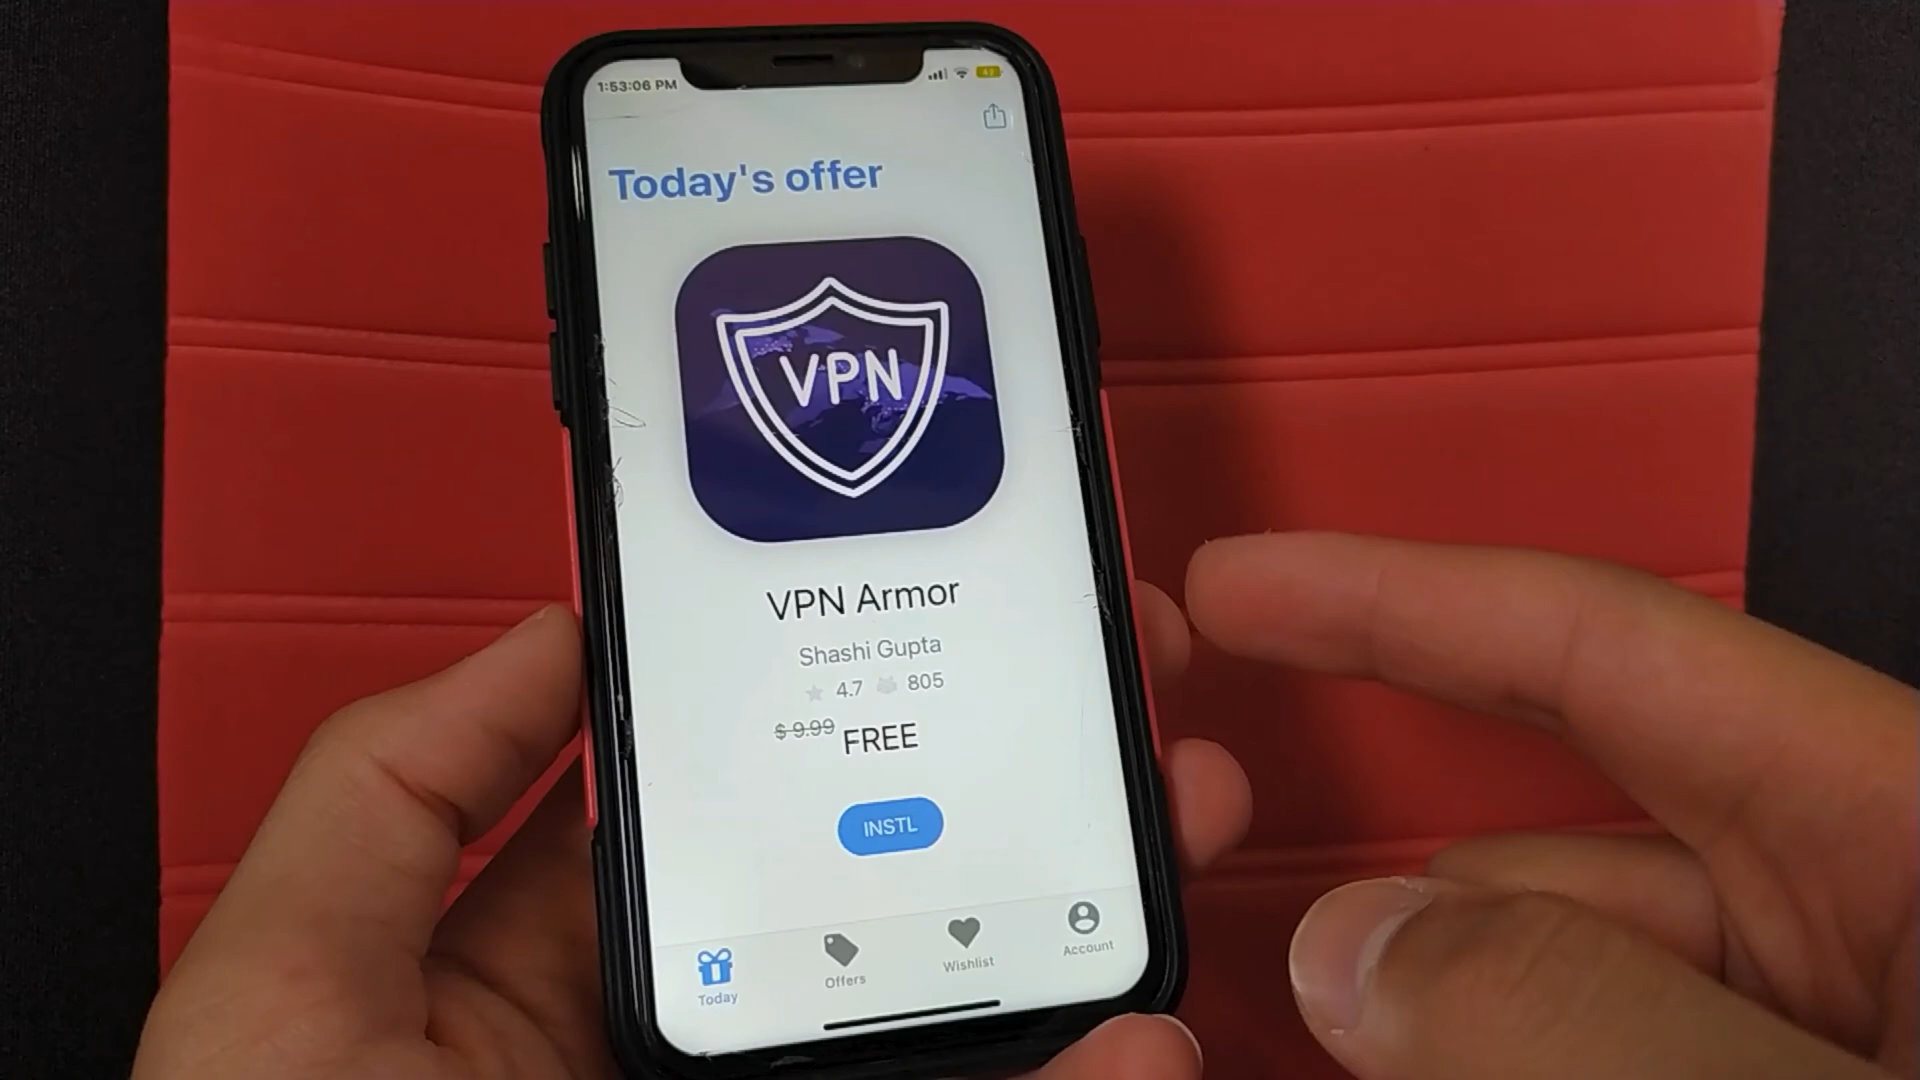 1:53:06 PM
42
Today's offer
VPN
VPN Armor
Shashi Gupta
4.7 805
$ 9.99 FREE
INSTL
Today
Offers
Wishlist
Account